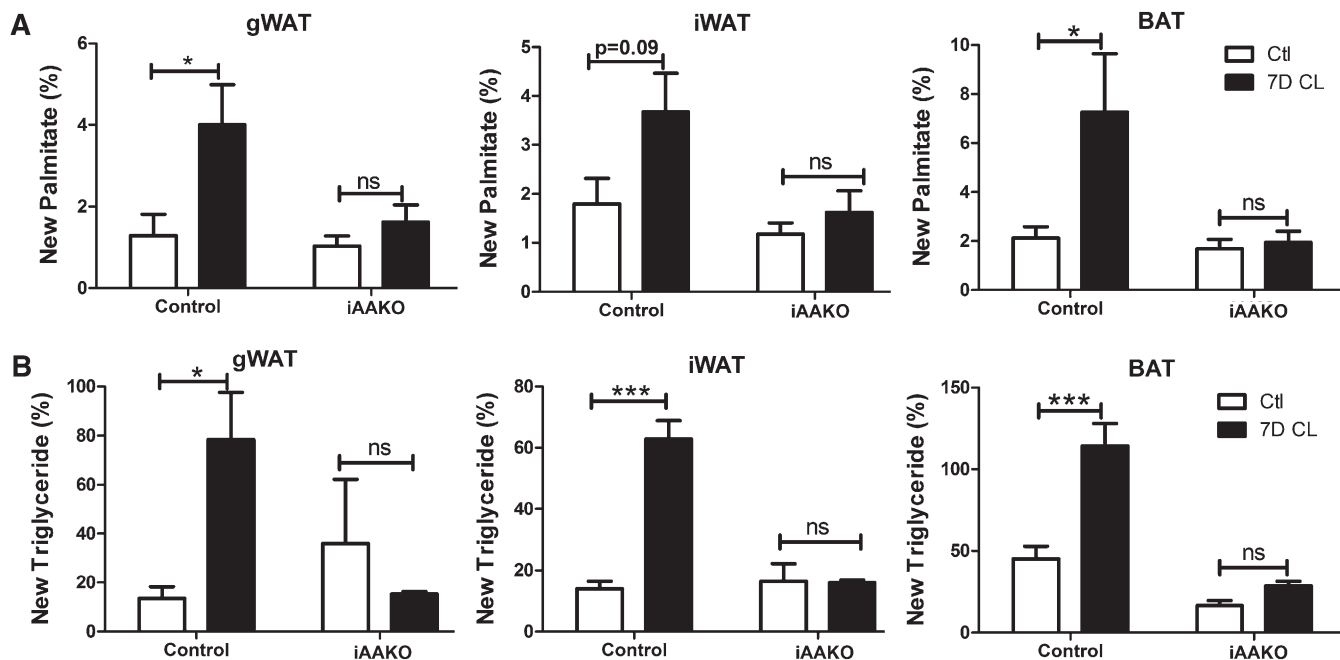 A
gWAT
New Palmitate (%)
6
4
2
0
*
ns
Control
iAAKO
iWAT
New Palmitate (%)
5
4
3
2
1
0
p=0.09
ns
Control
iAAKO
BAT
New Palmitate (%)
10
8
6
4
2
0
*
ns
Control
iAAKO
Ctl
7D CL
B
gWAT
New Triglyceride (%)
100
80
60
40
20
0
*
ns
Control
iAAKO
iWAT
New Triglyceride (%)
80
60
40
20
0
***
ns
Control
iAAKO
BAT
New Triglyceride (%)
150
100
50
0
***
ns
Control
iAAKO
Ctl
7D CL